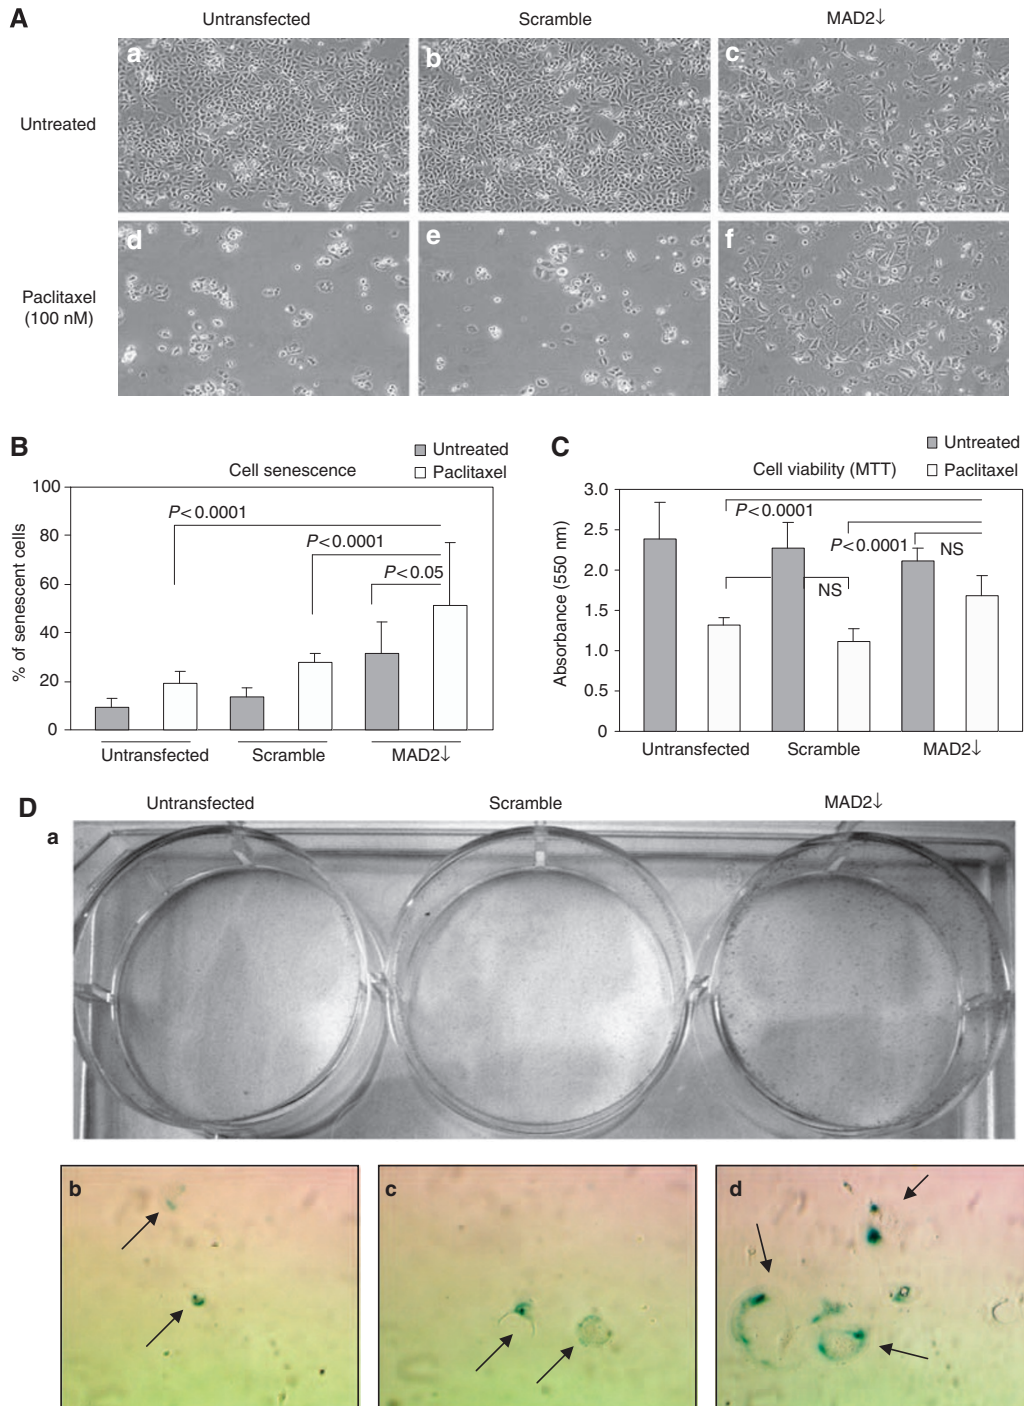 A
Untransfected
Scramble
MAD2↓
Untreated
a
b
c
Paclitaxel
(100 nM)
d
e
f
B
Untreated
Paclitaxel
Cell senescence
% of senescent cells
100
80
60
40
20
0
P<0.0001
P<0.0001
P<0.05
Untransfected
Scramble
MAD2↓
C
Untreated
Paclitaxel
Cell viability (MTT)
Absorbance (550 nm)
3.0
2.5
2.0
1.5
1.0
0.5
0
P<0.0001
P<0.0001
NS
NS
Untransfected
Scramble
MAD2↓
D
Untransfected
Scramble
MAD2↓
a
b
c
d